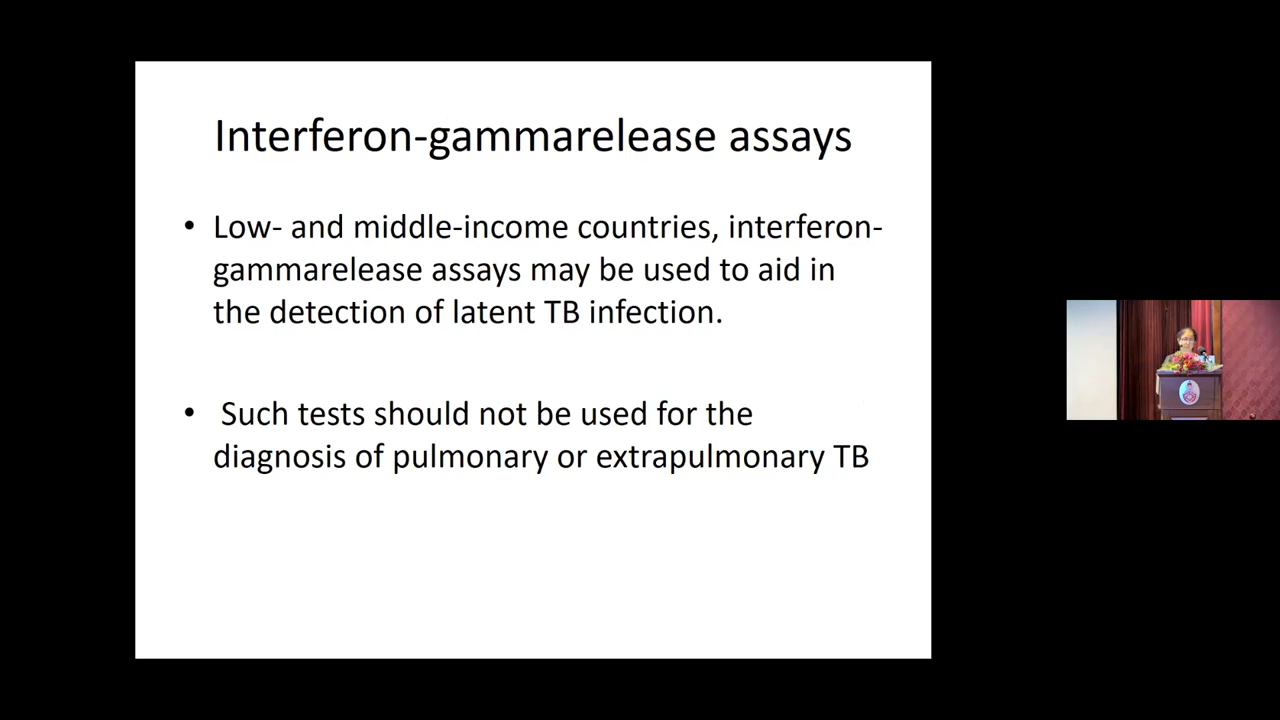 Interferon-gammarelease assays
• Low- and middle-income countries, interferon-
gammarelease assays may be used to aid in
the detection of latent TB infection.
• Such tests should not be used for the
diagnosis of pulmonary or extrapulmonary TB